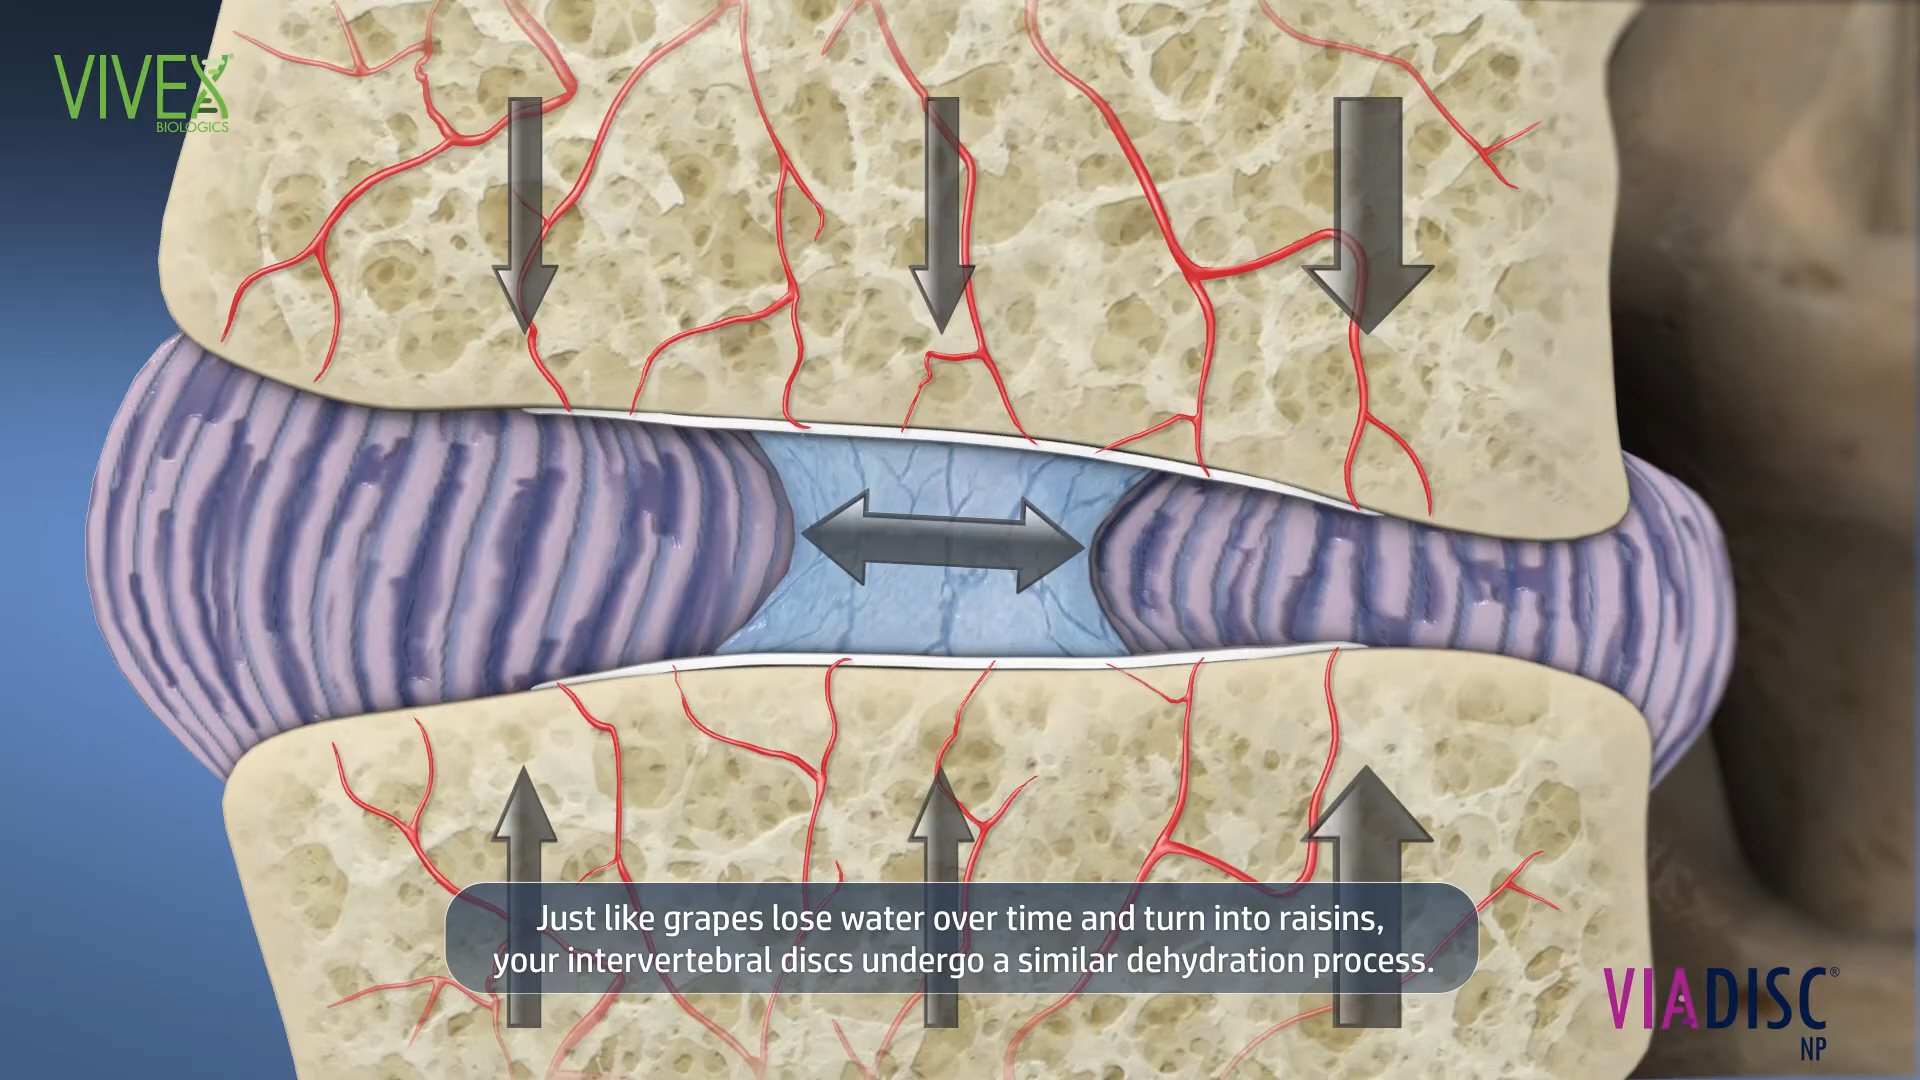 VIVEX
BIOLOGICS
Just like grapes lose water over time and turn into raisins,
your intervertebral discs undergo a similar dehydration process.
VIADISC®
NP